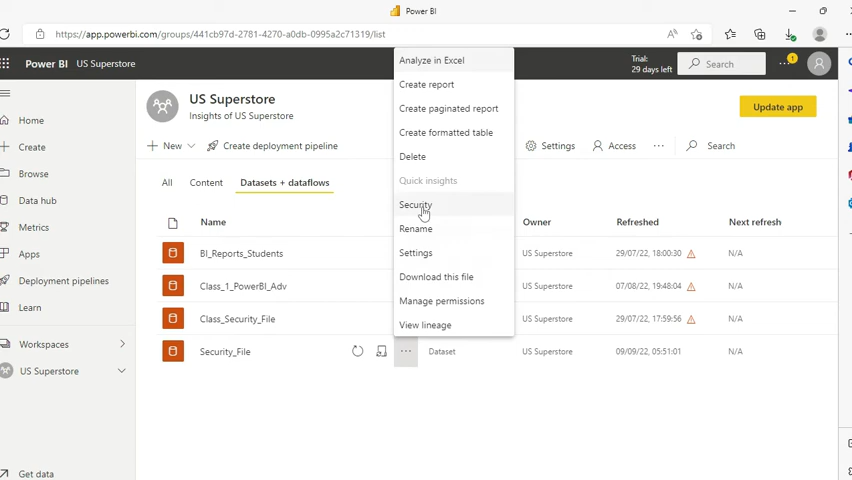 Power BI
https://app.powerbi.com/groups/441cb97d-2781-4270-a0db-0995a2c71319/list
Power BI US Superstore
Trial:
29 days left
Search
1
US Superstore
Insights of US Superstore
Update app
New
Create deployment pipeline
Settings
Access
Search
All
Content
Datasets + dataflows
Home
Create
Browse
Data hub
Metrics
Apps
Deployment pipelines
Learn
Workspaces
US Superstore
Get data
Name
Owner
Refreshed
Next refresh
BI_Reports_Students
US Superstore
29/07/22, 18:00:30
N/A
Class_1_PowerBI_Adv
US Superstore
07/08/22, 19:48:04
N/A
Class_Security_File
US Superstore
29/07/22, 17:59:56
N/A
Security_File
Dataset
US Superstore
09/09/22, 05:51:01
N/A
Analyze in Excel
Create report
Create paginated report
Create formatted table
Delete
Quick insights
Security
Rename
Settings
Download this file
Manage permissions
View lineage